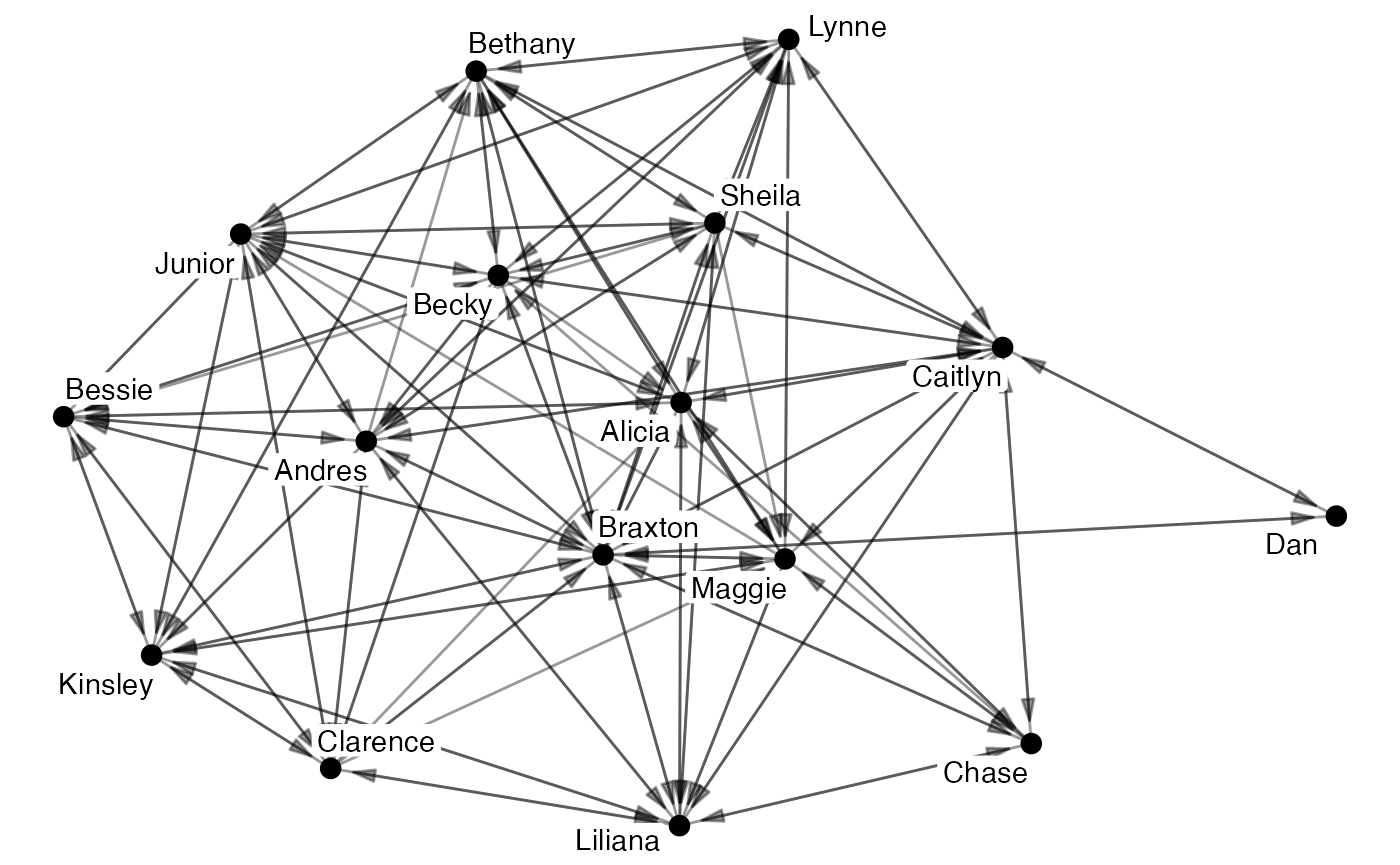 Lynne
Bethany
Sheila
Junior
Becky
Caitlyn
Bessie
Alicia
Andres
Braxton
Dan
Maggie
Kinsley
Clarence
Chase
Liliana